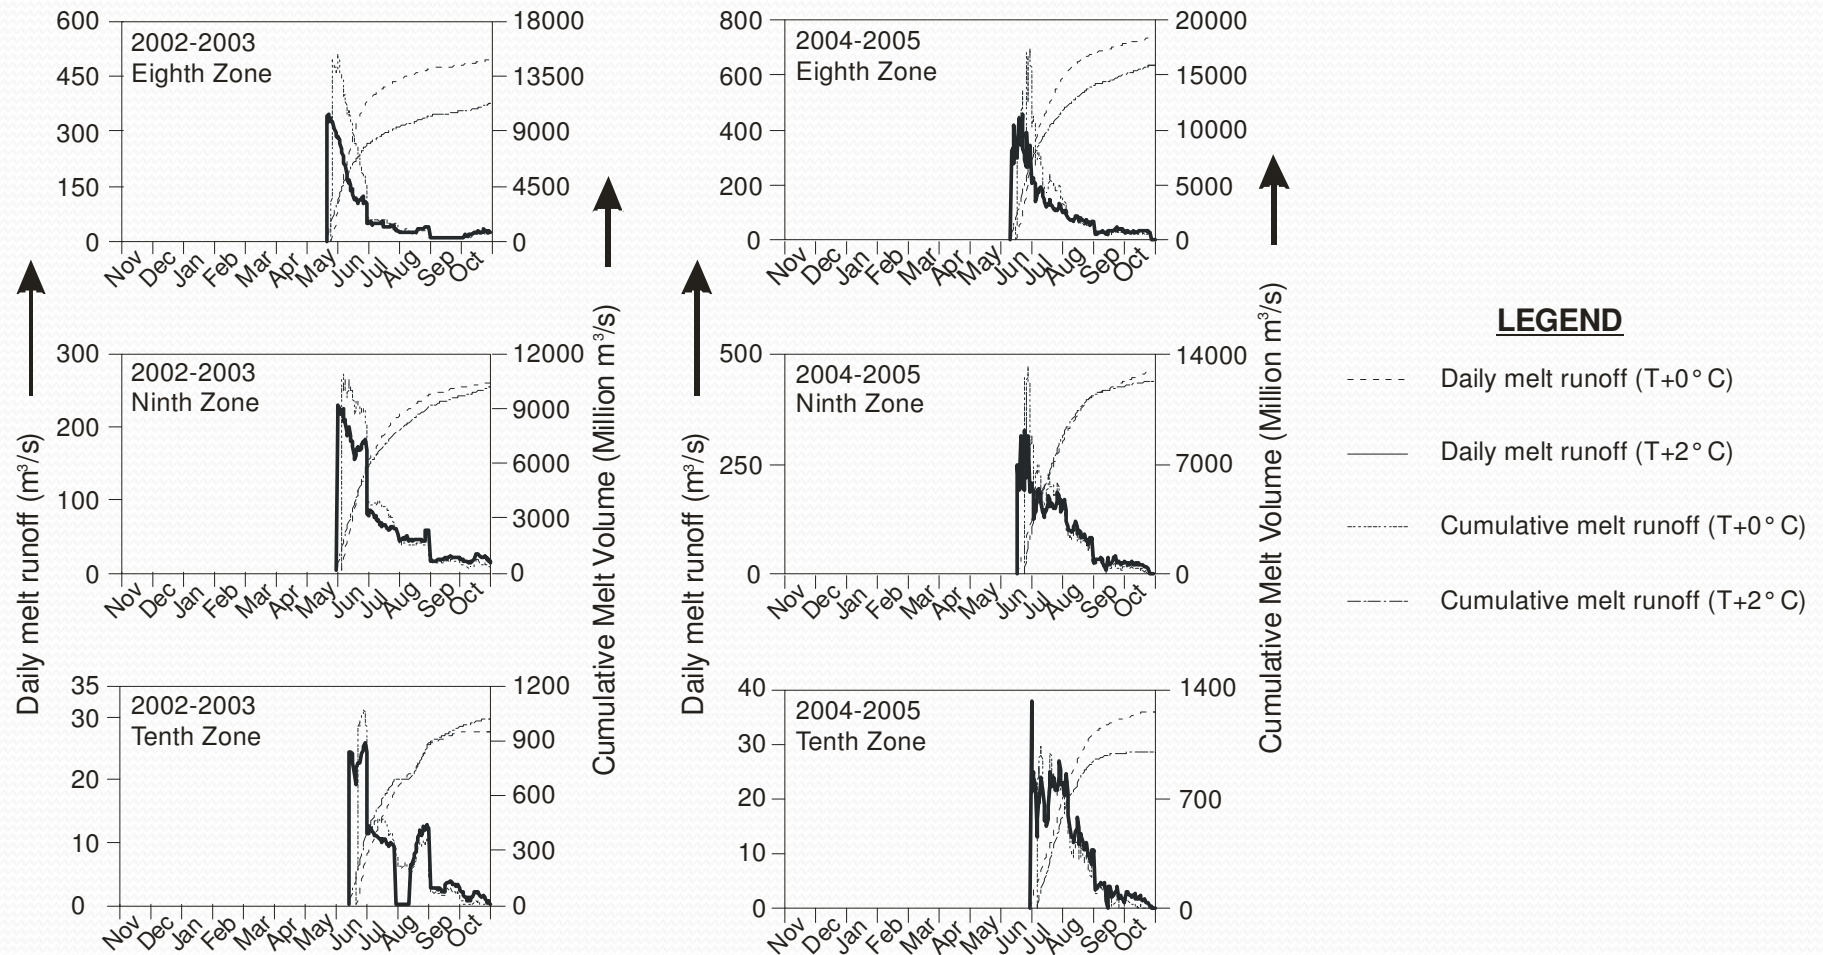 2002-2003
Eighth Zone
600
450
300
150
0
18000
13500
9000
4500
0
Nov Dec Jan Feb Mar Apr May Jun Jul Aug Sep Oct
2004-2005
Eighth Zone
800
600
400
200
0
20000
15000
10000
5000
0
Nov Dec Jan Feb Mar Apr May Jun Jul Aug Sep Oct
2002-2003
Ninth Zone
300
200
100
0
12000
9000
6000
3000
0
Nov Dec Jan Feb Mar Apr May Jun Jul Aug Sep Oct
2004-2005
Ninth Zone
500
250
0
14000
7000
0
Nov Dec Jan Feb Mar Apr May Jun Jul Aug Sep Oct
2002-2003
Tenth Zone
35
30
20
10
0
1200
900
600
300
0
Nov Dec Jan Feb Mar Apr May Jun Jul Aug Sep Oct
2004-2005
Tenth Zone
40
30
20
10
0
1400
700
0
Nov Dec Jan Feb Mar Apr May Jun Jul Aug Sep Oct
Daily melt runoff (m³/s)
Cumulative Melt Volume (Million m³/s)
Daily melt runoff (m³/s)
Cumulative Melt Volume (Million m³/s)
LEGEND
Daily melt runoff (T+0° C)
Daily melt runoff (T+2° C)
Cumulative melt runoff (T+0° C)
Cumulative melt runoff (T+2° C)